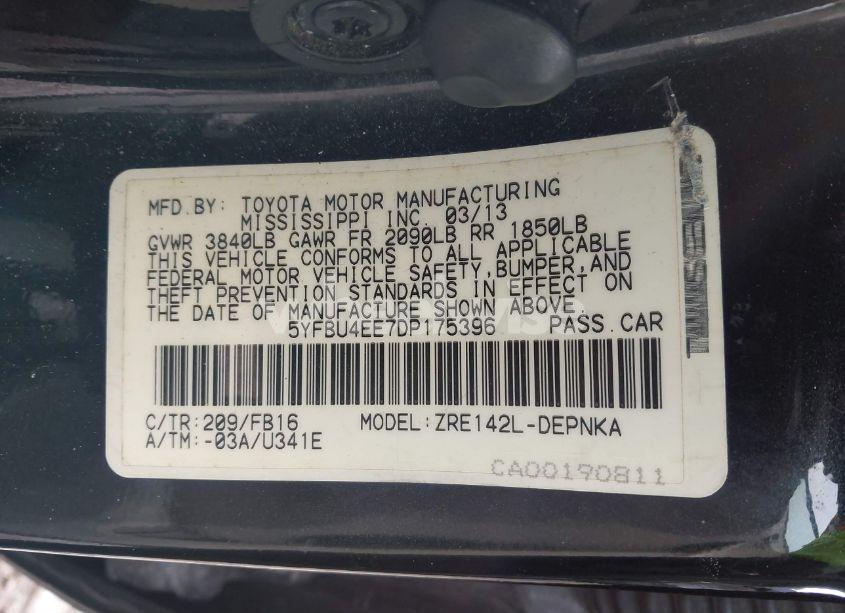 MFD.BY: TOYOTA MOTOR MANUFACTURING
MISSISSIPPI INC. 03/13
GVWR 3840LB GAWR FR 2090LB RR 1850LB
THIS VEHICLE CONFORMS TO ALL APPLICABLE
FEDERAL MOTOR VEHICLE SAFETY,BUMPER,AND
THEFT PREVENTION STANDARDS IN EFFECT ON
THE DATE OF MANUFACTURE SHOWN ABOVE.
5YFBU4EE7DP175396 PASS.CAR
C/TR:209/FB16 MODEL:ZRE142L-DEPNKA
A/TM:-03A/U341E
CA00190811